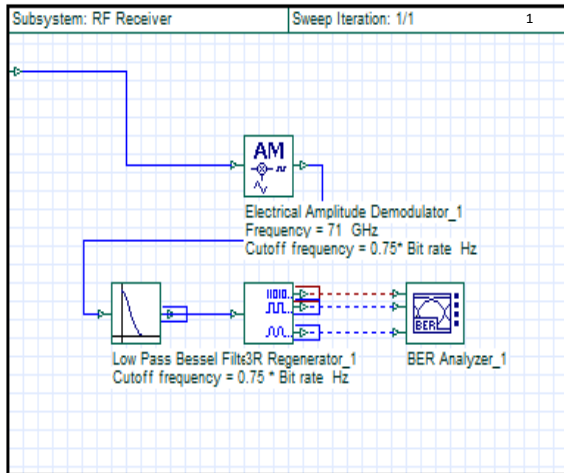 Subsystem: RF Receiver Sweep Iteration: 1/1 1
AM
Electrical Amplitude Demodulator_1
Frequency = 71 GHz
Cutoff frequency = 0.75* Bit rate Hz
11010..
BER
Low Pass Bessel Filte3R Regenerator_1 BER Analyzer_1
Cutoff frequency = 0.75 * Bit rate Hz